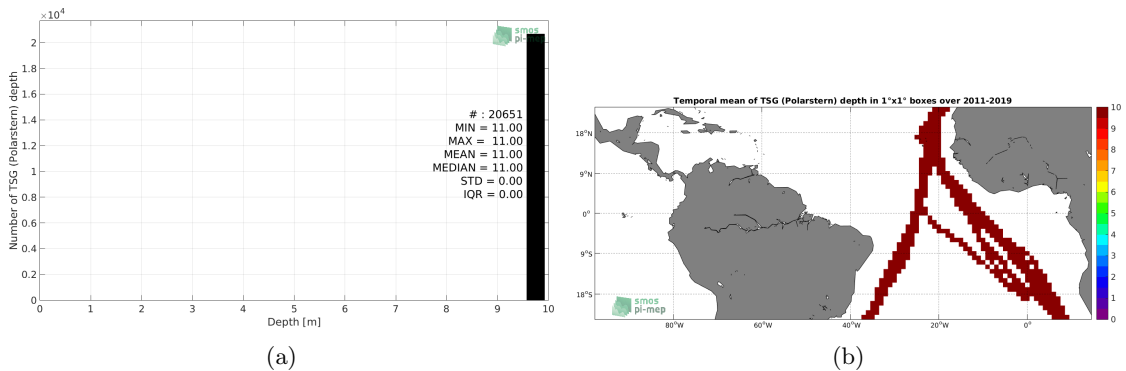 ×10⁴
2
1.8
1.6
1.4
1.2
1
0.8
0.6
0.4
0.2
0
Number of TSG (Polarstern) depth
smos
pi-mep
# : 20651
MIN = 11.00
MAX = 11.00
MEAN = 11.00
MEDIAN = 11.00
STD = 0.00
IQR = 0.00
0 1 2 3 4 5 6 7 8 9 10
Depth [m]
(a)
Temporal mean of TSG (Polarstern) depth in 1°x1° boxes over 2011-2019
18°N
9°N
0°
9°S
18°S
smos
pi-mep
80°W 60°W 40°W 20°W 0°
10
9
8
7
6
5
4
3
2
1
0
(b)